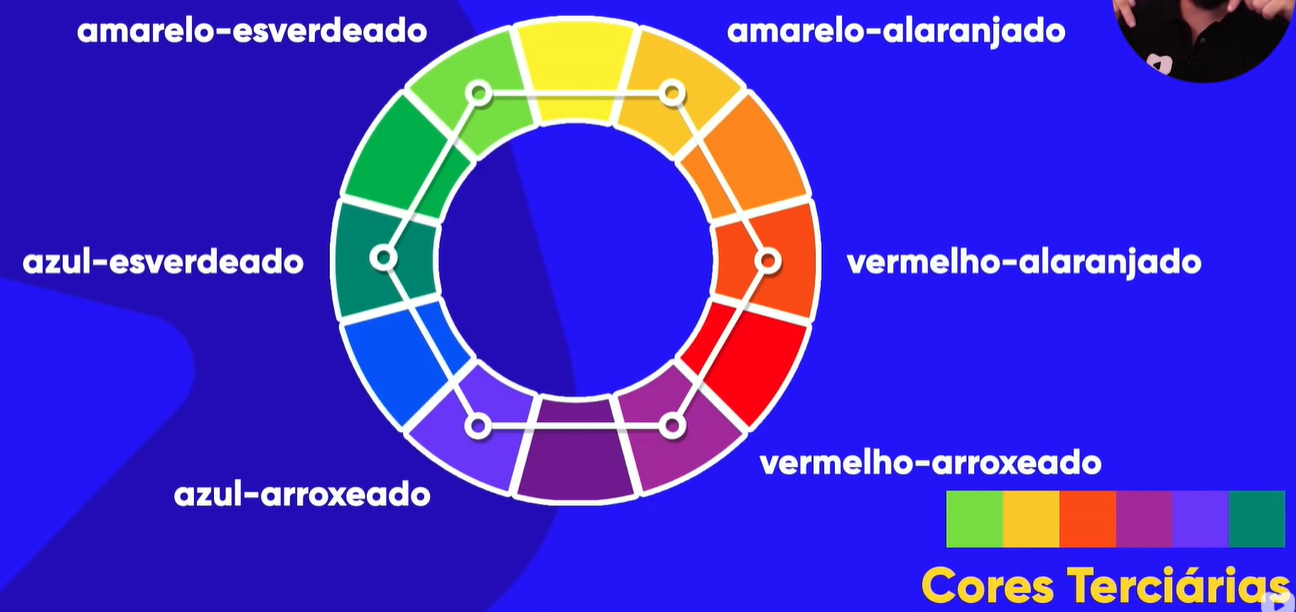 amarelo-esverdeado
amarelo-alaranjado
azul-esverdeado
vermelho-alaranjado
vermelho-arroxeado
azul-arroxeado
Cores Terciárias